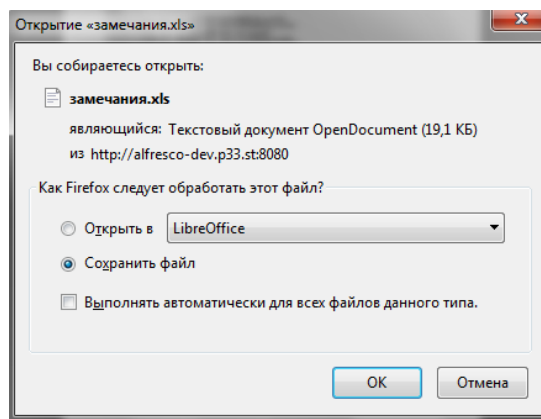 Открытие «замечания.xls»
Вы собираетесь открыть:
замечания.xls
являющийся: Текстовый документ OpenDocument (19,1 КБ)
из http://alfresco-dev.p33.st:8080
Как Firefox следует обработать этот файл?
Открыть в LibreOffice
Сохранить файл
Выполнять автоматически для всех файлов данного типа.
ОК Отмена